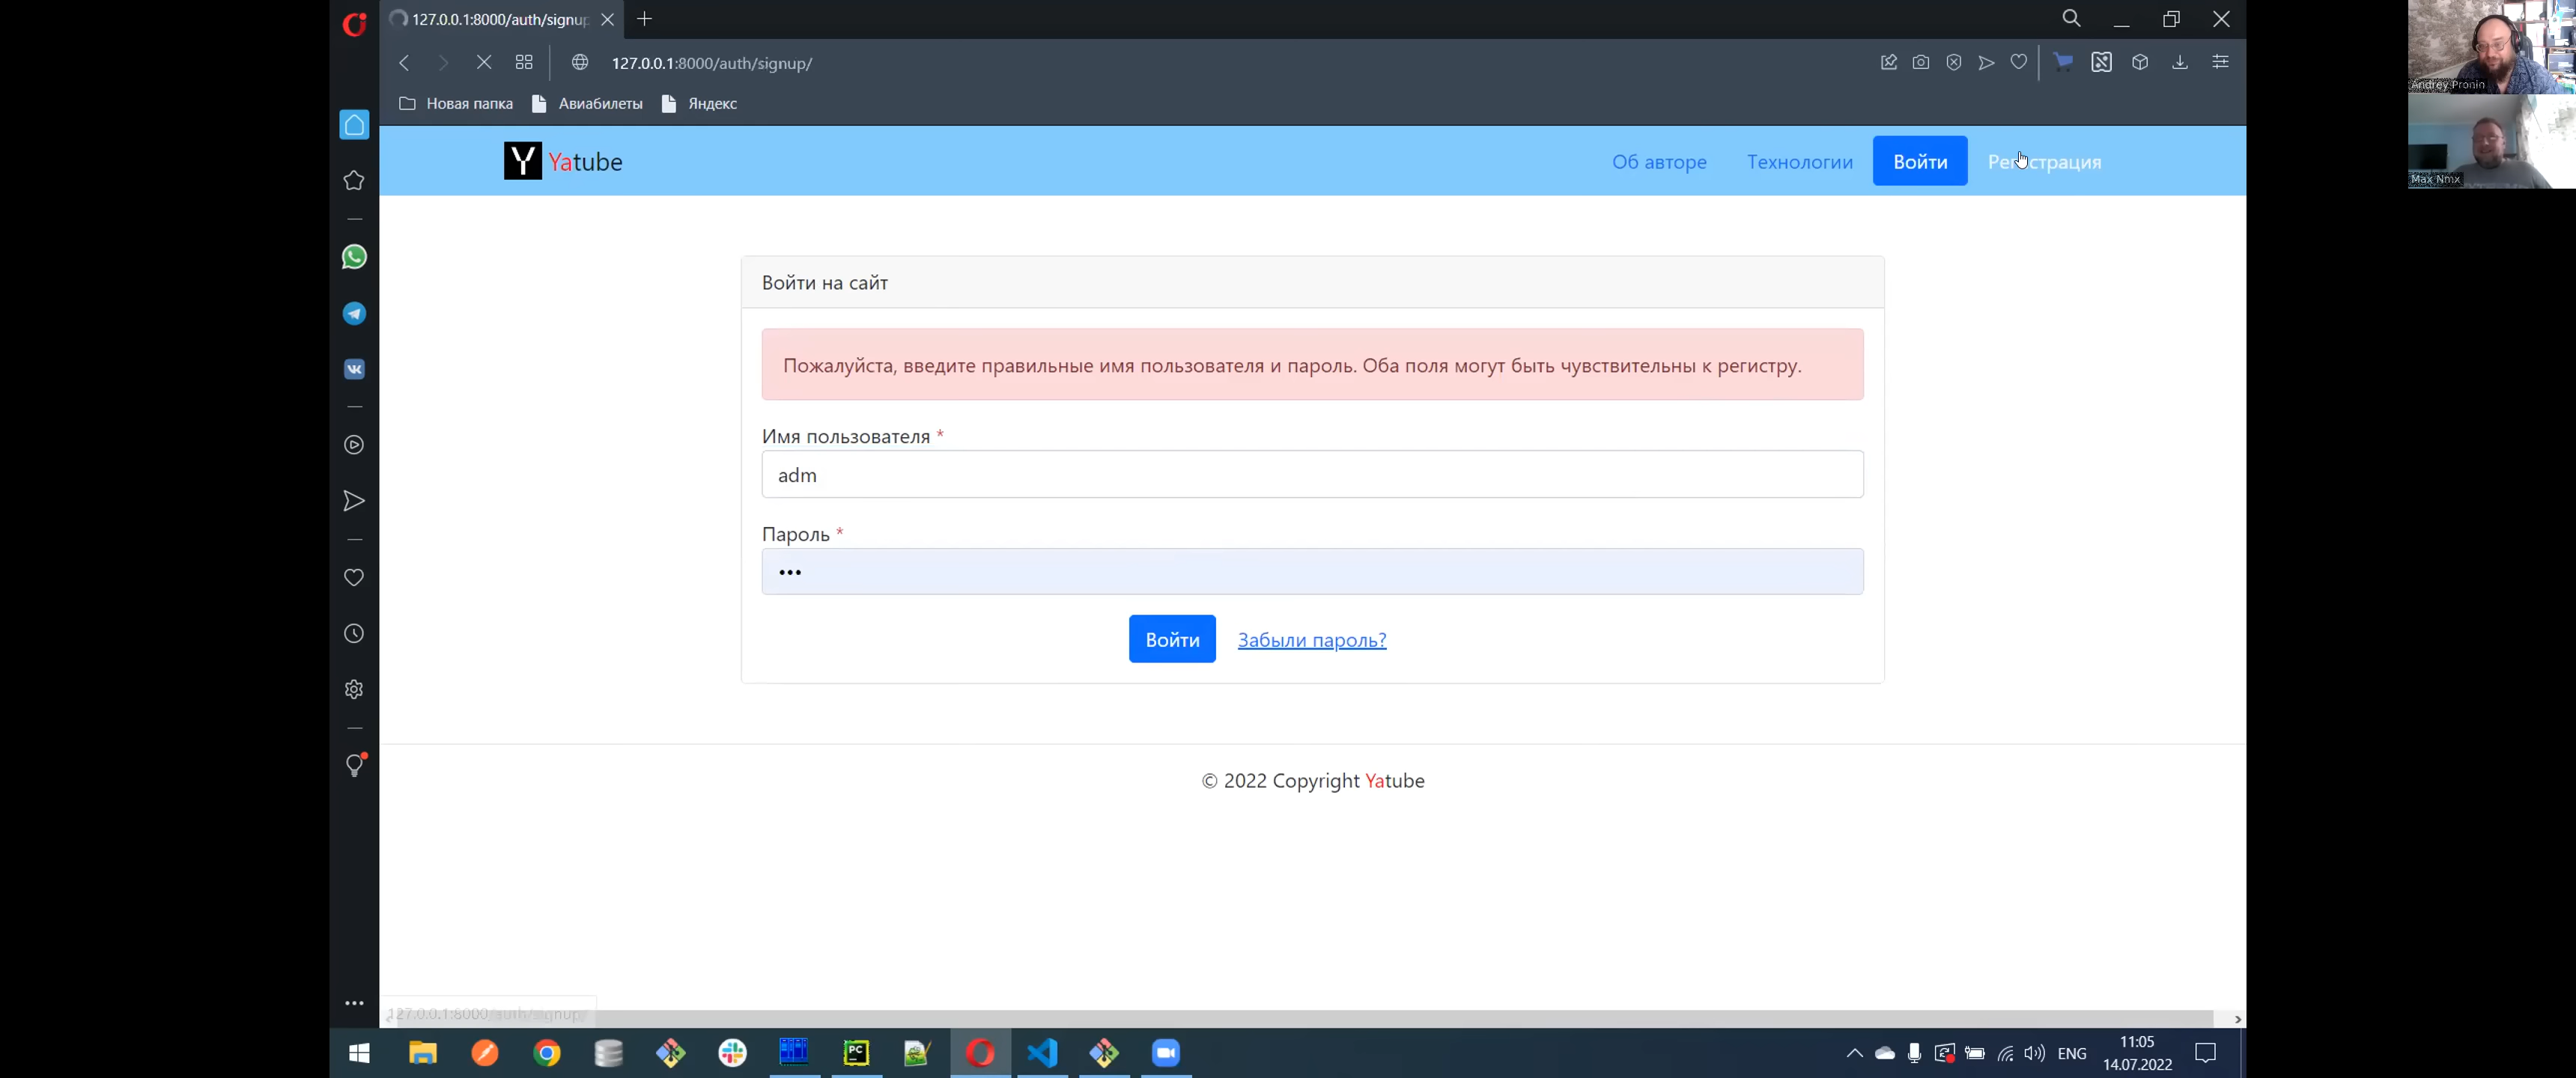 127.0.0.1:8000/auth/signup
127.0.0.1:8000/auth/signup/
Новая папка
Авиабилеты
Яндекс
Y Yatube
Об авторе
Технологии
Войти
Регистрация
Войти на сайт
Пожалуйста, введите правильные имя пользователя и пароль. Оба поля могут быть чувствительны к регистру.
Имя пользователя *
adm
Пароль *
•••
Войти
Забыли пароль?
© 2022 Copyright Yatube
127.0.0.1:8000/auth/signup/
PC
ENG
11:05
14.07.2022
Andrey Pronin
Max Nmx